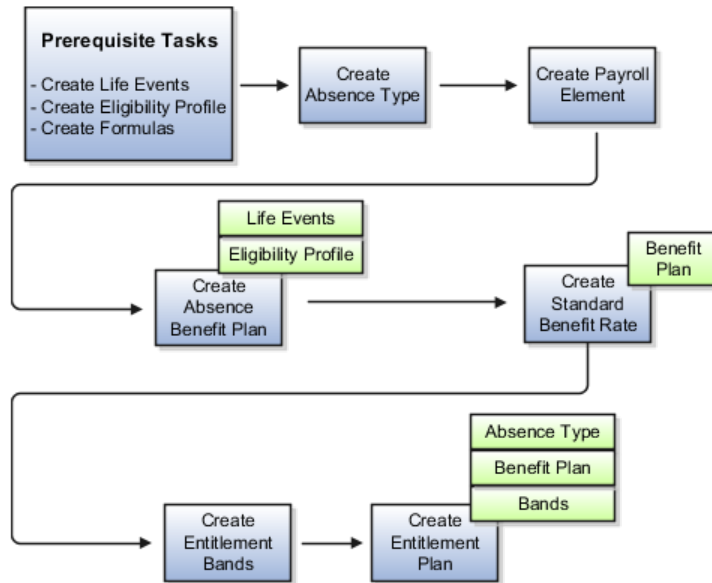 Prerequisite Tasks
- Create Life Events
- Create Eligibility Profile
- Create Formulas
Create
Absence Type
Create Payroll
Element
Life Events
Eligibility Profile
Create
Absence
Benefit Plan
Benefit
Plan
Create
Standard
Benefit Rate
Absence Type
Benefit Plan
Bands
Create
Entitlement
Bands
Create
Entitlement
Plan